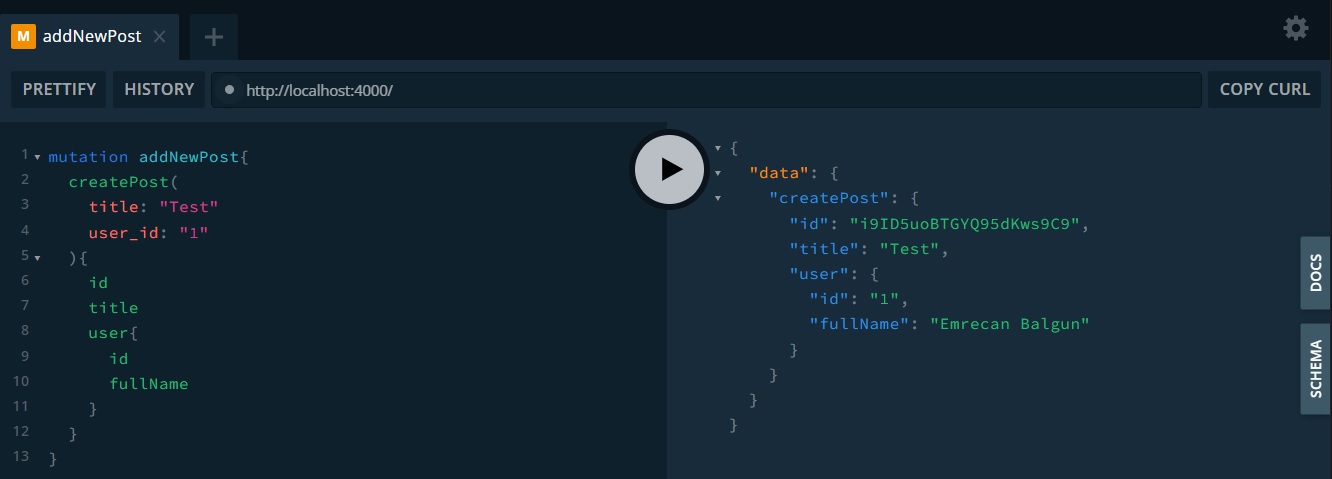 M addNewPost ×
+
PRETTIFY HISTORY http://localhost:4000/ COPY CURL
1 mutation addNewPost{
2 createPost(
3 title: "Test"
4 user_id: "1"
5 ){
6 id
7 title
8 user{
9 id
10 fullName
11 }
12 }
13 }
{
"data": {
"createPost": {
"id": "i9ID5uoBTGYQ95dKws9C9",
"title": "Test",
"user": {
"id": "1",
"fullName": "Emrecan Balgun"
}
}
}
}
DOCS
SCHEMA